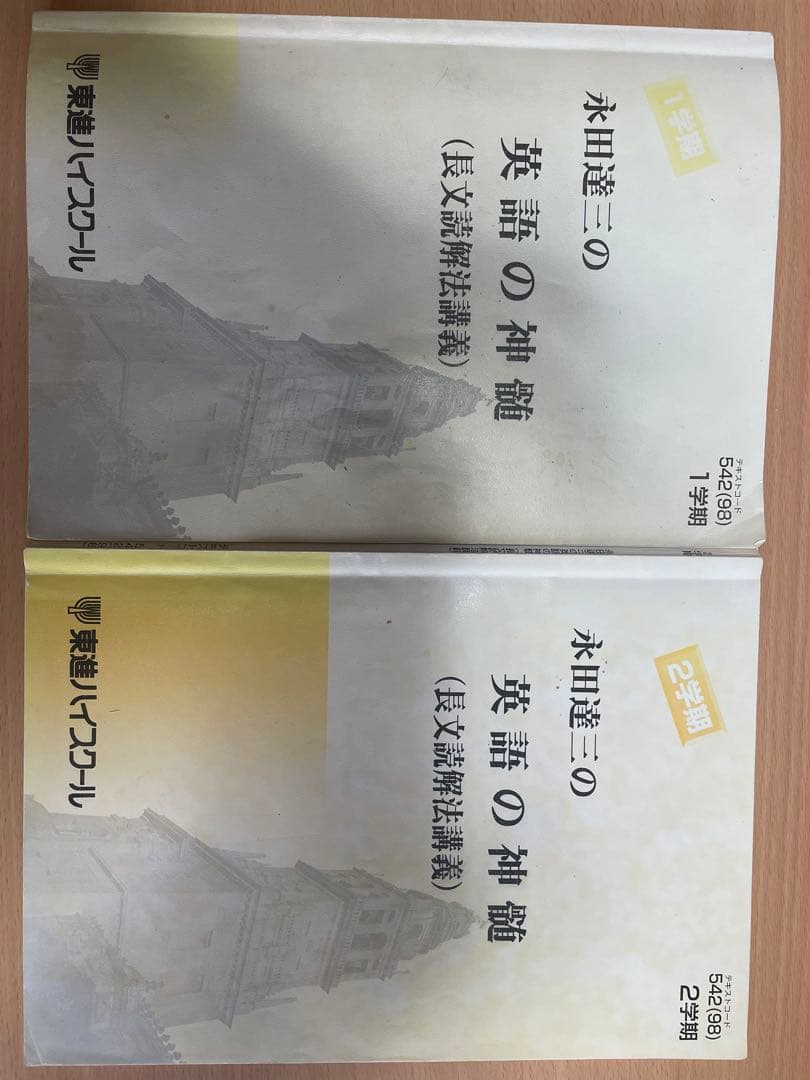 1学期
テキストコード
542(98)
1学期
永田達三の
英語の神髄
(長文読解法講義)
東進ハイスクール
2学期
テキストコード
542(98)
2学期
永田達三の
英語の神髄
(長文読解法講義)
東進ハイスクール